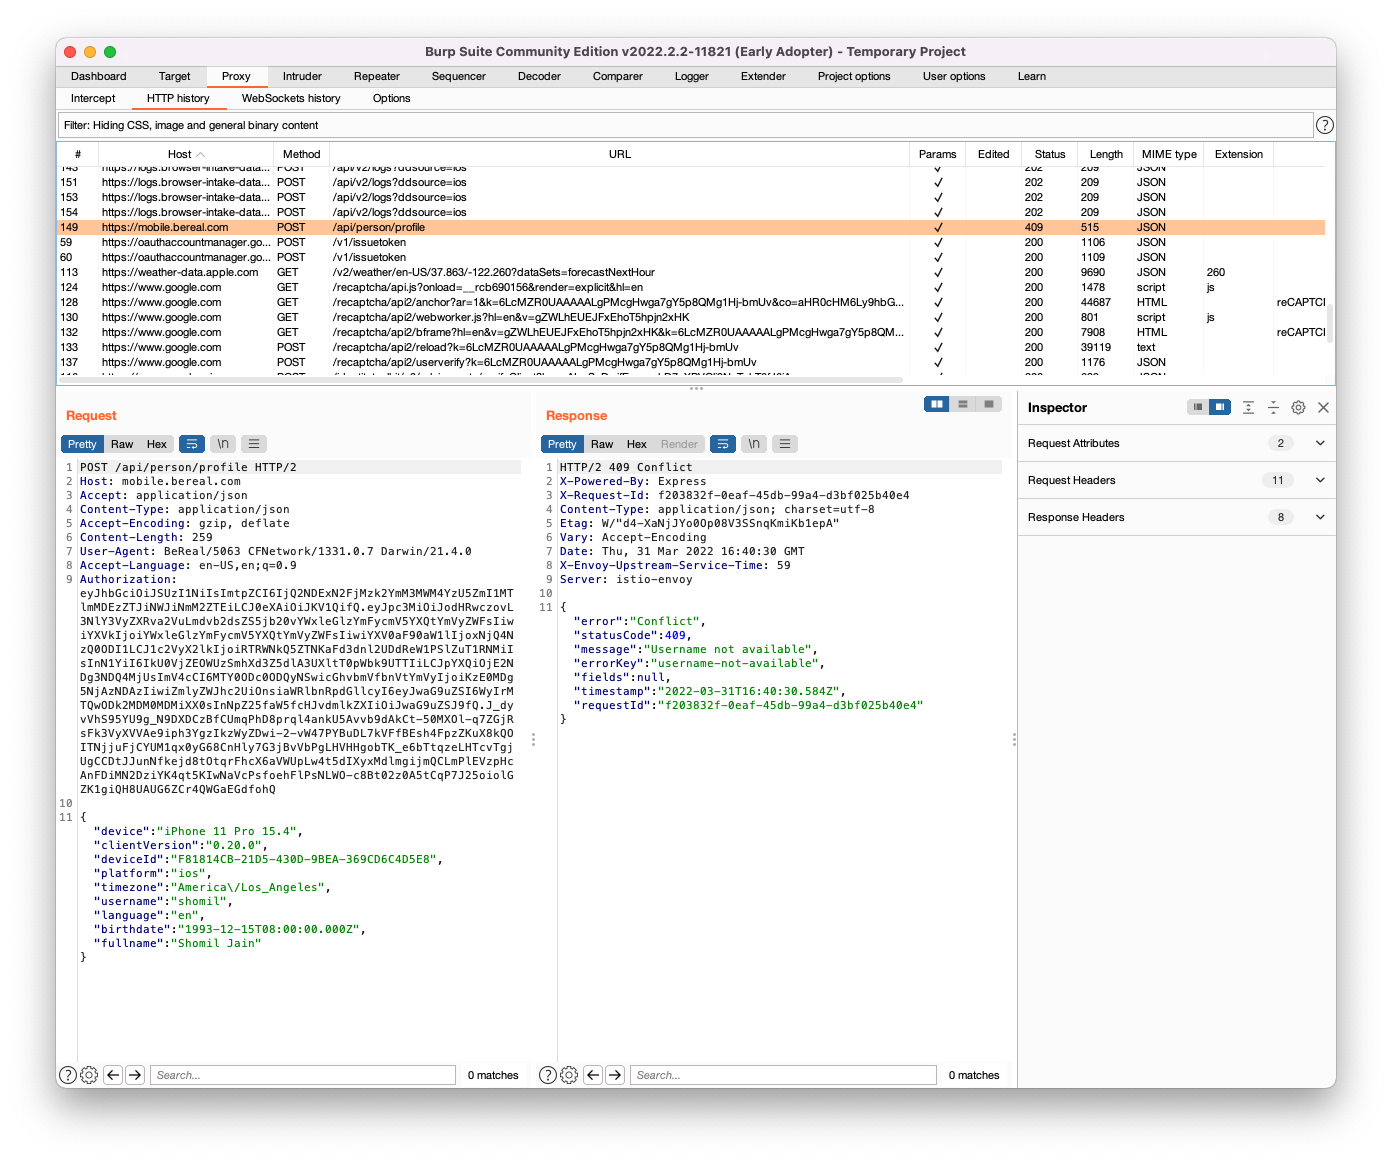 Burp Suite Community Edition v2022.2.2-11821 (Early Adopter) - Temporary Project
Dashboard Target Proxy Intruder Repeater Sequencer Decoder Comparer Logger Extender Project options User options Learn
Intercept HTTP history WebSockets history Options
Filter: Hiding CSS, image and general binary content
# Host Method URL Params Edited Status Length MIME type Extension
151 https://logs.browser-intake-data... POST /api/v2/logs?ddsource=ios ✓ 202 209 JSON
153 https://logs.browser-intake-data... POST /api/v2/logs?ddsource=ios ✓ 202 209 JSON
154 https://logs.browser-intake-data... POST /api/v2/logs?ddsource=ios ✓ 202 209 JSON
149 https://mobile.bereal.com POST /api/person/profile ✓ 409 515 JSON
59 https://oauthaccountmanager.go... POST /v1/issuetoken ✓ 200 1106 JSON
60 https://oauthaccountmanager.go... POST /v1/issuetoken ✓ 200 1109 JSON
113 https://weather-data.apple.com GET /v2/weather/en-US/37.863/-122.260?dataSets=forecastNextHour ✓ 200 9690 JSON 260
124 https://www.google.com GET /recaptcha/api.js?onload=__rcb690156&render=explicit&hl=en ✓ 200 1478 script js
128 https://www.google.com GET /recaptcha/api2/anchor?ar=1&k=6LcMZR0UAAAAALgPMcgHwga7gY5p8QMg1Hj-bmUv&co=aHR0cHM6Ly9hbG... ✓ 200 44687 HTML reCAPTCI
130 https://www.google.com GET /recaptcha/api2/webworker.js?hl=en&v=gZWLhEUEJFxEhoT5hpjn2xHK ✓ 200 801 script js
132 https://www.google.com GET /recaptcha/api2/bframe?hl=en&v=gZWLhEUEJFxEhoT5hpjn2xHK&k=6LcMZR0UAAAAALgPMcgHwga7gY5p8QM... ✓ 200 7908 HTML reCAPTCI
133 https://www.google.com POST /recaptcha/api2/reload?k=6LcMZR0UAAAAALgPMcgHwga7gY5p8QMg1Hj-bmUv ✓ 200 39119 text
137 https://www.google.com POST /recaptcha/api2/userverify?k=6LcMZR0UAAAAALgPMcgHwga7gY5p8QMg1Hj-bmUv ✓ 200 1176 JSON
Request
Pretty Raw Hex \n
1 POST /api/person/profile HTTP/2
2 Host: mobile.bereal.com
3 Accept: application/json
4 Content-Type: application/json
5 Accept-Encoding: gzip, deflate
6 Content-Length: 259
7 User-Agent: BeReal/5063 CFNetwork/1331.0.7 Darwin/21.4.0
8 Accept-Language: en-US,en;q=0.9
9 Authorization:
10
11 {
"device":"iPhone 11 Pro 15.4",
"clientVersion":"0.20.0",
"deviceId":"F81814CB-21D5-430D-9BEA-369CD6C4D5E8",
"platform":"ios",
"timezone":"America\/Los_Angeles",
"username":"shomil",
"language":"en",
"birthdate":"1993-12-15T08:00:00.000Z",
"fullname":"Shomil Jain"
}
Search... 0 matches
Response
Pretty Raw Hex Render \n
1 HTTP/2 409 Conflict
2 X-Powered-By: Express
3 X-Request-Id: f203832f-0eaf-45db-99a4-d3bf025b40e4
4 Content-Type: application/json; charset=utf-8
5 Etag: W/"d4-XaNjJYo0Op08V3SSnqKmiKb1epA"
6 Vary: Accept-Encoding
7 Date: Thu, 31 Mar 2022 16:40:30 GMT
8 X-Envoy-Upstream-Service-Time: 59
9 Server: istio-envoy
10
11 {
"error":"Conflict",
"statusCode":409,
"message":"Username not available",
"errorKey":"username-not-available",
"fields":null,
"timestamp":"2022-03-31T16:40:30.584Z",
"requestId":"f203832f-0eaf-45db-99a4-d3bf025b40e4"
}
Search... 0 matches
Inspector
Request Attributes 2
Request Headers 11
Response Headers 8